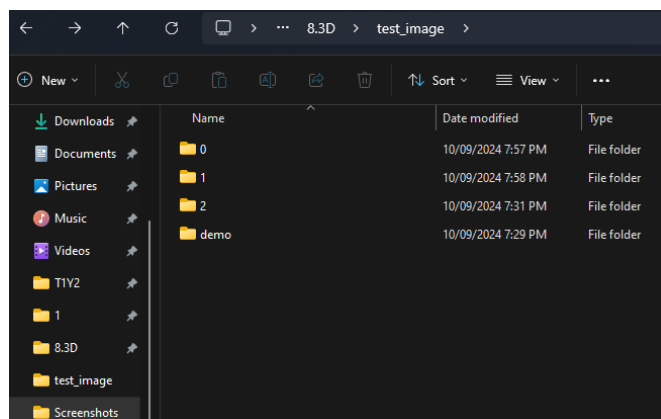 8.3D > test_image >
New Sort View
Name Date modified Type
Downloads
Documents
Pictures
Music
Videos
T1Y2
1
8.3D
test_image
Screenshots
0 10/09/2024 7:57 PM File folder
1 10/09/2024 7:58 PM File folder
2 10/09/2024 7:31 PM File folder
demo 10/09/2024 7:29 PM File folder